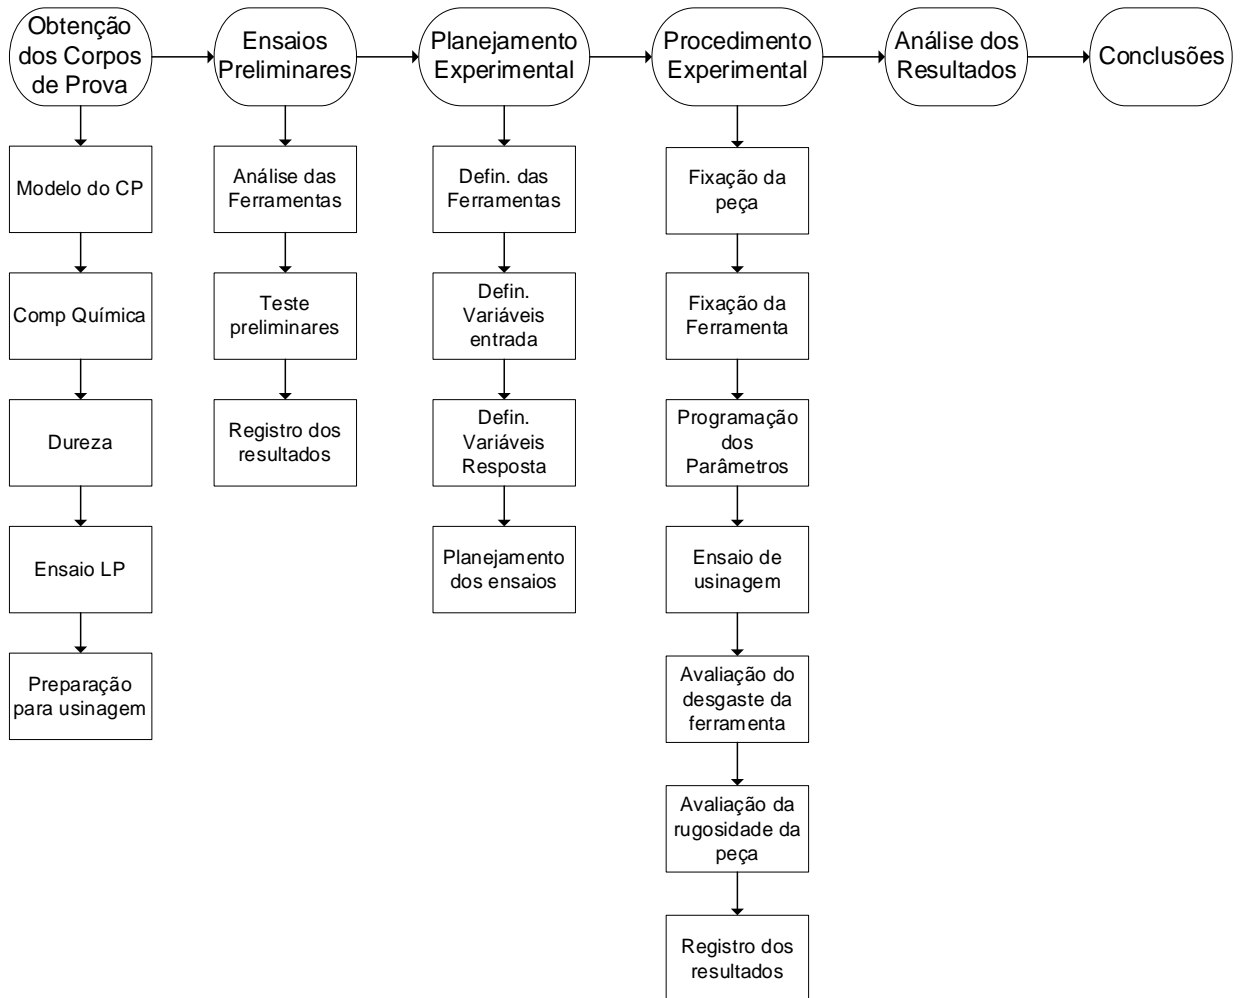 Obtenção
dos Corpos
de Prova
Ensaios
Preliminares
Planejamento
Experimental
Procedimento
Experimental
Análise dos
Resultados
Conclusões
Modelo do CP
Comp Química
Dureza
Ensaio LP
Preparação
para usinagem
Análise das
Ferramentas
Teste
preliminares
Registro dos
resultados
Defin. das
Ferramentas
Defin.
Variáveis
entrada
Defin.
Variáveis
Resposta
Planejamento
dos ensaios
Fixação da
peça
Fixação da
Ferramenta
Programação
dos
Parâmetros
Ensaio de
usinagem
Avaliação do
desgaste da
ferramenta
Avaliação da
rugosidade da
peça
Registro dos
resultados